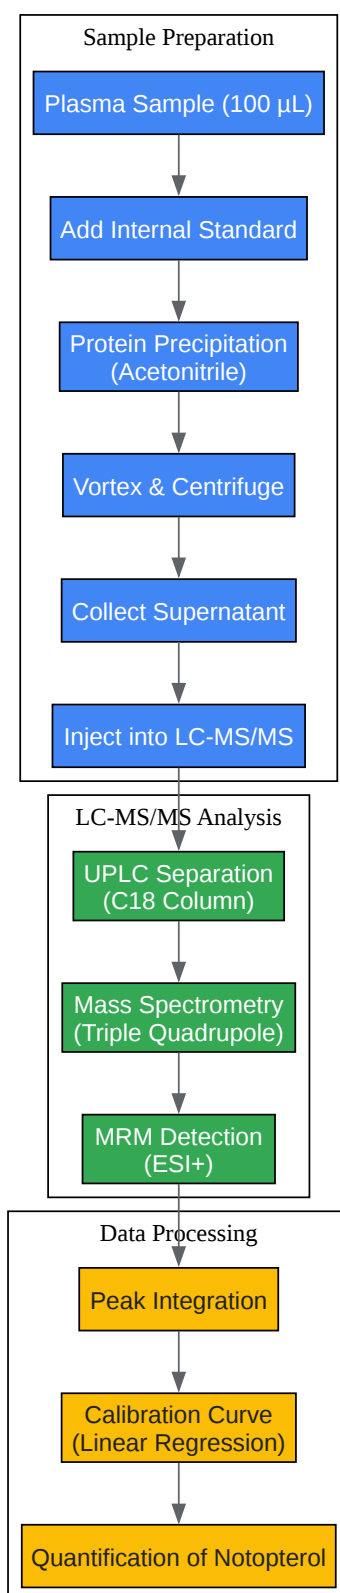 Sample Preparation
Plasma Sample (100 µL)
Add Internal Standard
Protein Precipitation
(Acetonitrile)
Vortex & Centrifuge
Collect Supernatant
Inject into LC-MS/MS
LC-MS/MS Analysis
UPLC Separation
(C18 Column)
Mass Spectrometry
(Triple Quadrupole)
MRM Detection
(ESI+)
Data Processing
Peak Integration
Calibration Curve
(Linear Regression)
Quantification of Notopterol